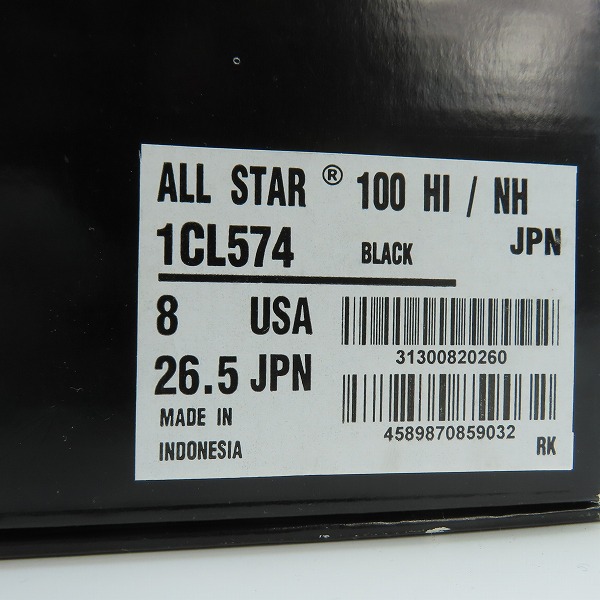 ALL STAR® 100 HI / NH
1CL574 BLACK JPN
8 USA
31300820260
26.5 JPN
4589870859032
MADE IN
INDONESIA
RK